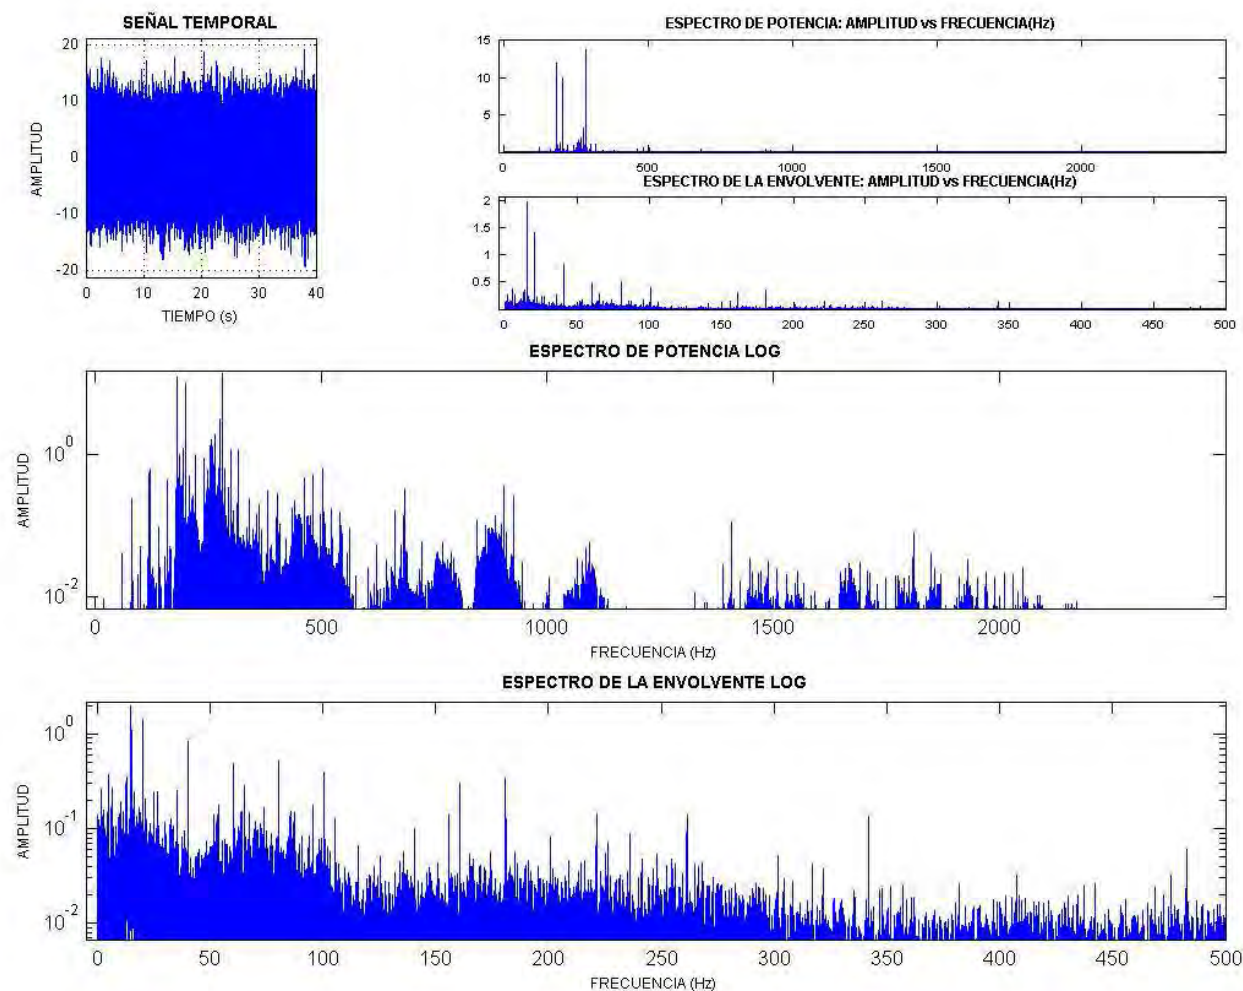 SEÑAL TEMPORAL
20
10
0
-10
-20
AMPLITUD
0 10 20 30 40
TIEMPO (s)
ESPECTRO DE POTENCIA: AMPLITUD vs FRECUENCIA(Hz)
15
10
5
0 500 1000 1500 2000
ESPECTRO DE LA ENVOLVENTE: AMPLITUD vs FRECUENCIA(Hz)
2
1.5
1
0.5
0 50 100 150 200 250 300 350 400 450 500
ESPECTRO DE POTENCIA LOG
AMPLITUD
10^0
10^-2
0 500 1000 1500 2000
FRECUENCIA (Hz)
ESPECTRO DE LA ENVOLVENTE LOG
AMPLITUD
10^0
10^-1
10^-2
0 50 100 150 200 250 300 350 400 450 500
FRECUENCIA (Hz)